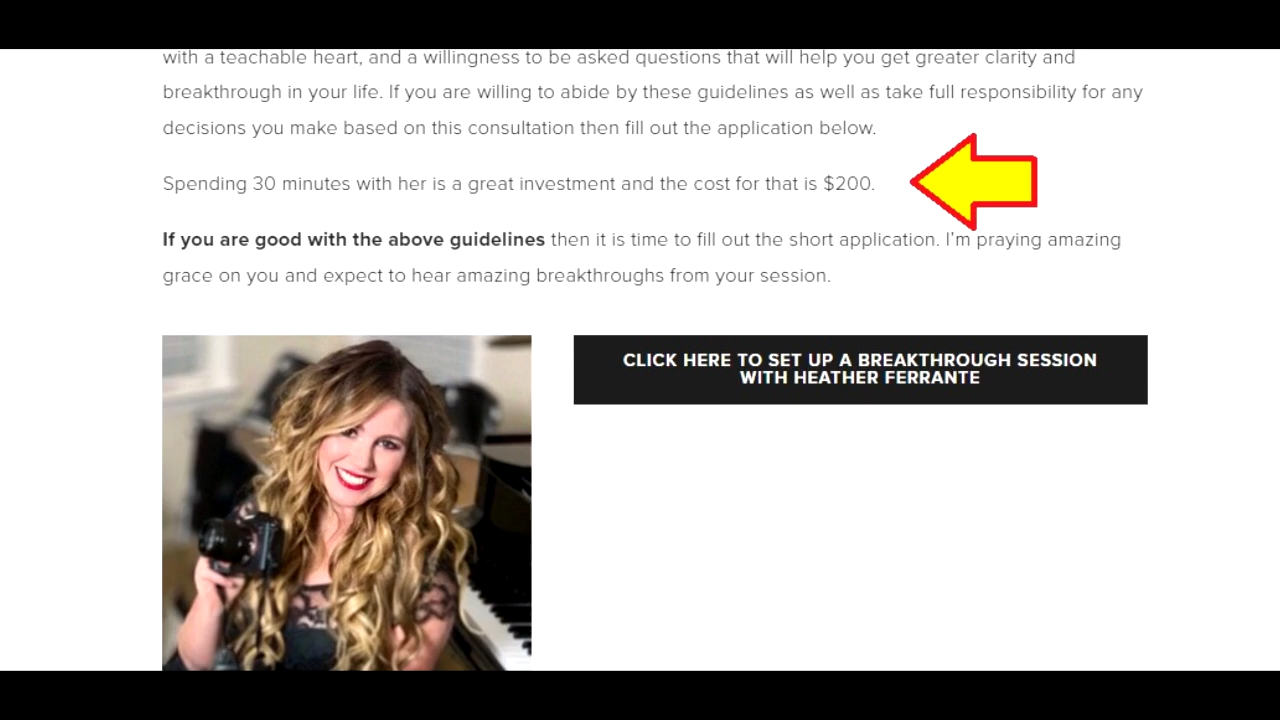 with a teachable heart, and a willingness to be asked questions that will help you get greater clarity and
breakthrough in your life. If you are willing to abide by these guidelines as well as take full responsibility for any
decisions you make based on this consultation then fill out the application below.
Spending 30 minutes with her is a great investment and the cost for that is $200.
If you are good with the above guidelines then it is time to fill out the short application. I'm praying amazing
grace on you and expect to hear amazing breakthroughs from your session.
CLICK HERE TO SET UP A BREAKTHROUGH SESSION
WITH HEATHER FERRANTE